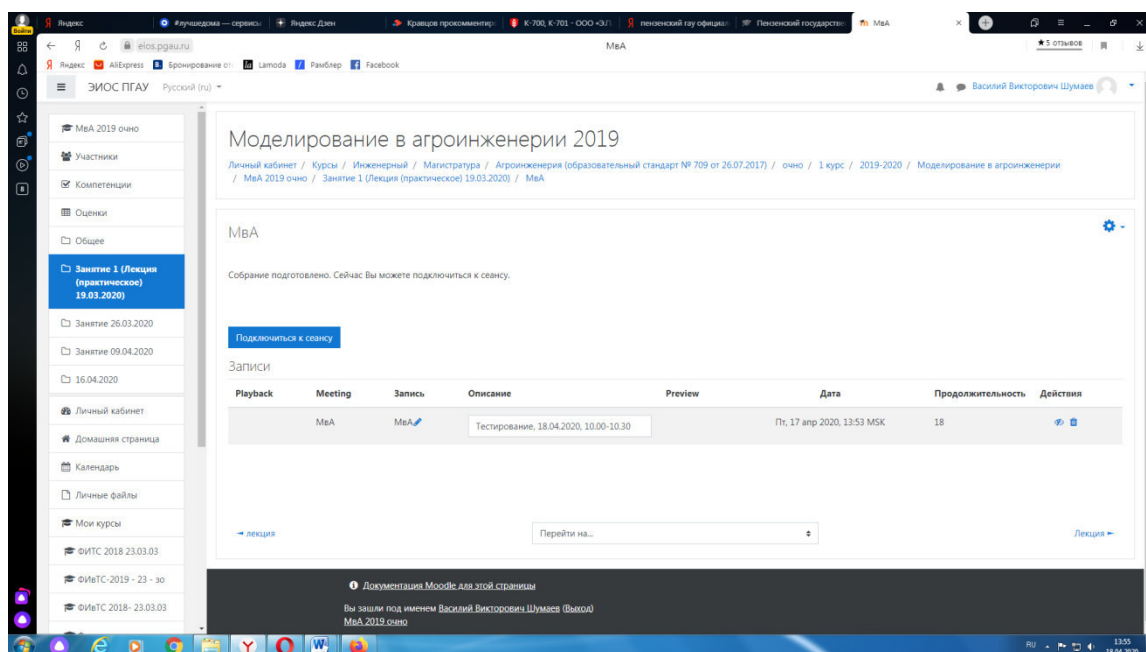 Войти
Яндекс
#лучшедома — сервисы
Яндекс Дзен
Кравцов прокомментир
К-700, К-701 - ООО «ЭЛ
пензенский гау официал
Пензенский государстве
МвА
eios.pgau.ru
МвА
★5 отзывов
Яндекс AliExpress Бронирование от Lamoda Рамблер Facebook
ЭИОС ПГАУ Русский (ru)
Василий Викторович Шумаев
МвА 2019 очно
Участники
Компетенции
Оценки
Общее
Занятие 1 (Лекция
(практическое)
19.03.2020)
Занятие 26.03.2020
Занятие 09.04.2020
16.04.2020
Личный кабинет
Домашняя страница
Календарь
Личные файлы
Мои курсы
ФИТС 2018 23.03.03
ФИвТС-2019 - 23 - зо
ФИвТС 2018- 23.03.03
Моделирование в агроинженерии 2019
Личный кабинет / Курсы / Инженерный / Магистратура / Агроинженерия (образовательный стандарт № 709 от 26.07.2017) / очно / 1 курс / 2019-2020 / Моделирование в агроинженерии
/ МвА 2019 очно / Занятие 1 (Лекция (практическое) 19.03.2020) / МвА
МвА
Собрание подготовлено. Сейчас Вы можете подключиться к сеансу.
Подключиться к сеансу
Записи
Playback Meeting Запись Описание Preview Дата Продолжительность Действия
МвА МвА Тестирование, 18.04.2020, 10.00-10.30 Пт, 17 апр 2020, 13:53 MSK 18
◄ лекция Перейти на... Лекция ►
Документация Moodle для этой страницы
Вы зашли под именем Василий Викторович Шумаев (Выход)
МвА 2019 очно
RU
13:55
18.04.2020